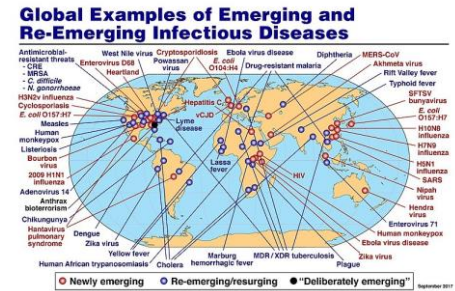 Global Examples of Emerging and
Re-Emerging Infectious Diseases
Antimicrobial-
resistant threats
- CRE
- MRSA
- C. difficile
- N. gonorrhoeae
West Nile virus
Enterovirus D68
Heartland
Powassan
virus
Cryptosporidiosis
E. coli
O104:H4
Ebola virus disease
Drug-resistant malaria
Diphtheria
MERS-CoV
Akhmeta virus
Rift Valley fever
Typhoid fever
SFTSV
bunyavirus
E. coli
O157:H7
H10N8
influenza
H7N9
influenza
H5N1
influenza
SARS
Nipah
virus
Hendra
virus
Enterovirus 71
Human monkeypox
Ebola virus disease
Zika virus
H3N2v influenza
Cyclosporiasis
E. coli O157:H7
Measles
Human
monkeypox
Listeriosis
Bourbon
virus
2009 H1N1
influenza
Adenovirus 14
Anthrax
bioterrorism
Chikungunya
Hantavirus
pulmonary
syndrome
Hepatitis C
vCJD
Lyme
disease
Lassa
fever
HIV
Dengue
Zika virus
Yellow fever
Human African trypanosomiasis
Cholera
Marburg
hemorrhagic fever
MDR / XDR tuberculosis
Plague
Newly emerging
Re-emerging/resurging
"Deliberately emerging"
September 2017